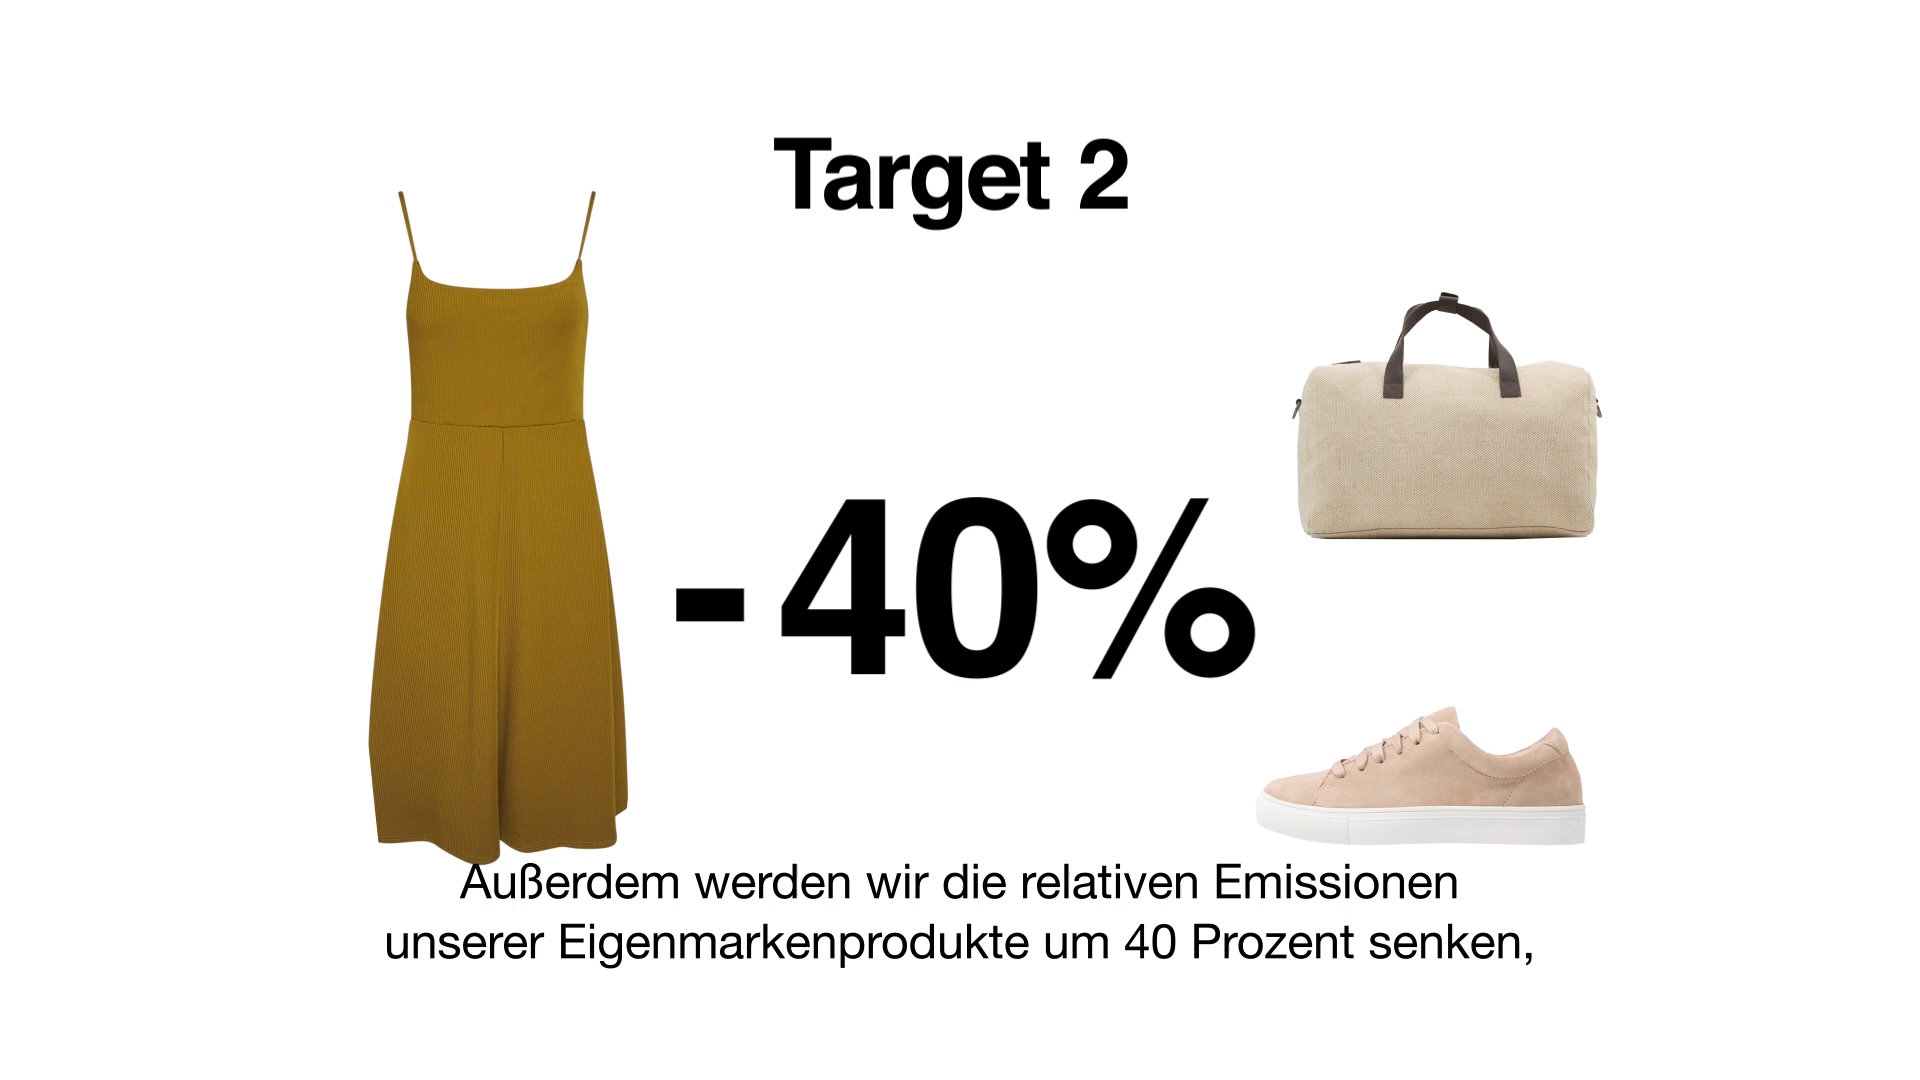 Target 2
-40%
Außerdem werden wir die relativen Emissionen
unserer Eigenmarkenprodukte um 40 Prozent senken,